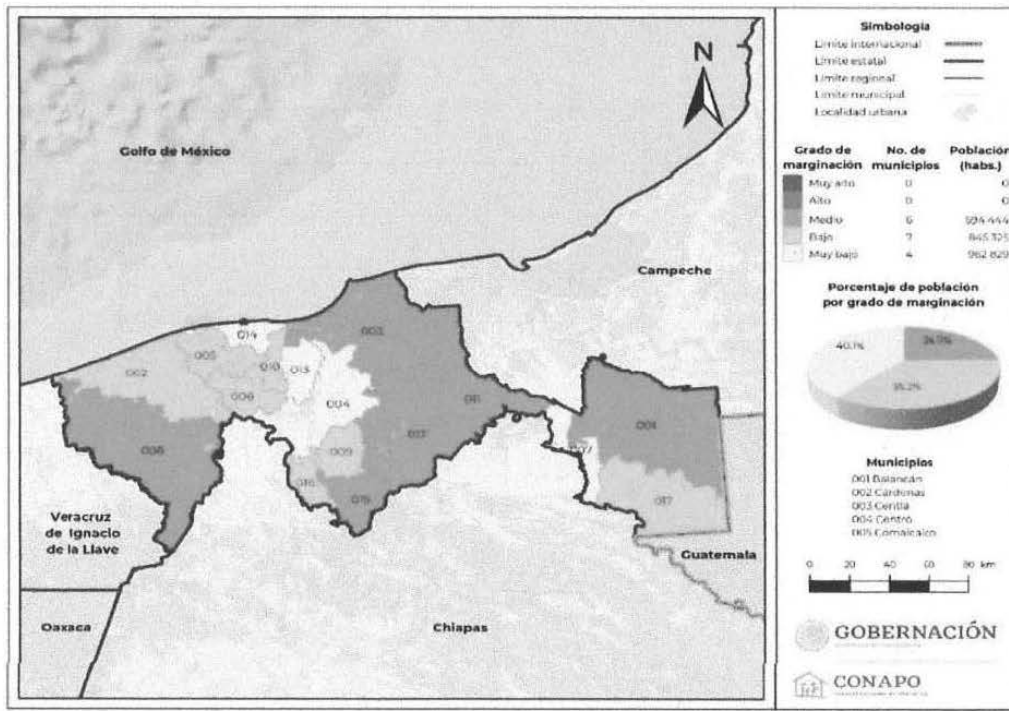 N
Golfo de México
Campeche
014
003
005
010
013
002
006
004
001
009
007
017
016
Veracruz
de Ignacio
de la Llave
Guatemala
Oaxaca
Chiapas
Simbología
Límite internacional
Límite estatal
Límite regional
Límite municipal
Localidad urbana
Grado de marginación No. de municipios Población (habs.)
Muy alto 0 0
Alto 0 0
Medio 6 594 444
Bajo 7 845 325
Muy bajo 4 962 829
Porcentaje de población
por grado de marginación
40.1%
35.2%
Municipios
001 Balancán
002 Cárdenas
003 Centla
004 Centro
005 Comalcalco
0 20 40 60 80 km
GOBERNACIÓN
CONAPO